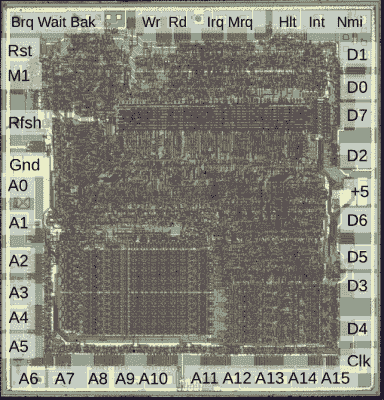 Brq Wait Bak Wr Rd Irq Mrq Hlt Int Nmi
Rst D1
M1 D0
Rfsh D7
Gnd D2
A0 +5
A1 D6
A2 D5
A3 D3
A4 D4
A5 Clk
A6 A7 A8 A9 A10 A11 A12 A13 A14 A15